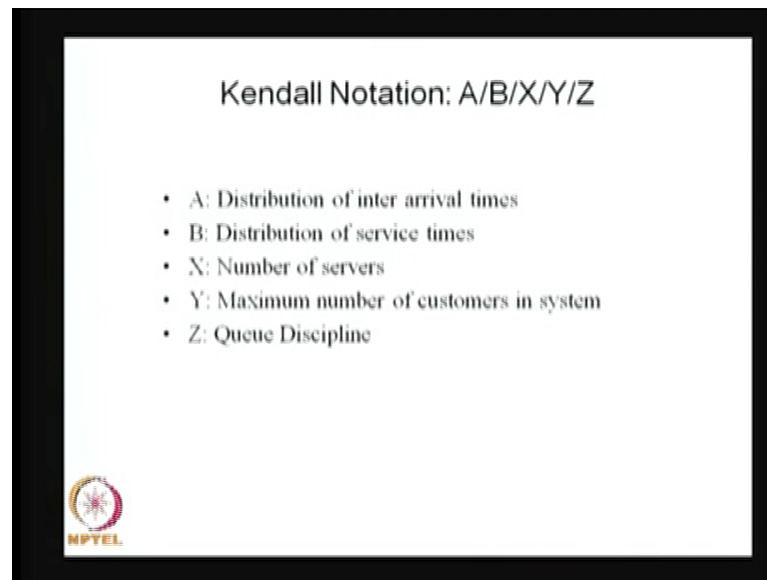 Kendall Notation: A/B/X/Y/Z
• A: Distribution of inter arrival times
• B: Distribution of service times
• X: Number of servers
• Y: Maximum number of customers in system
• Z: Queue Discipline
NPTEL